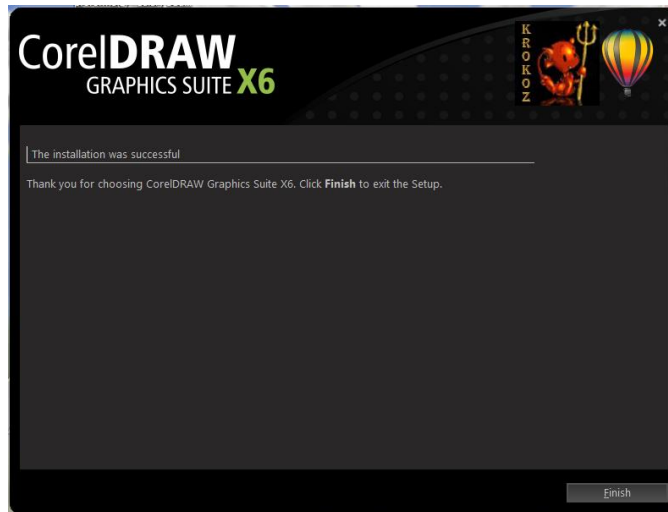 CorelDRAW
GRAPHICS SUITE X6
KROKOZ
The installation was successful
Thank you for choosing CorelDRAW Graphics Suite X6. Click Finish to exit the Setup.
Finish